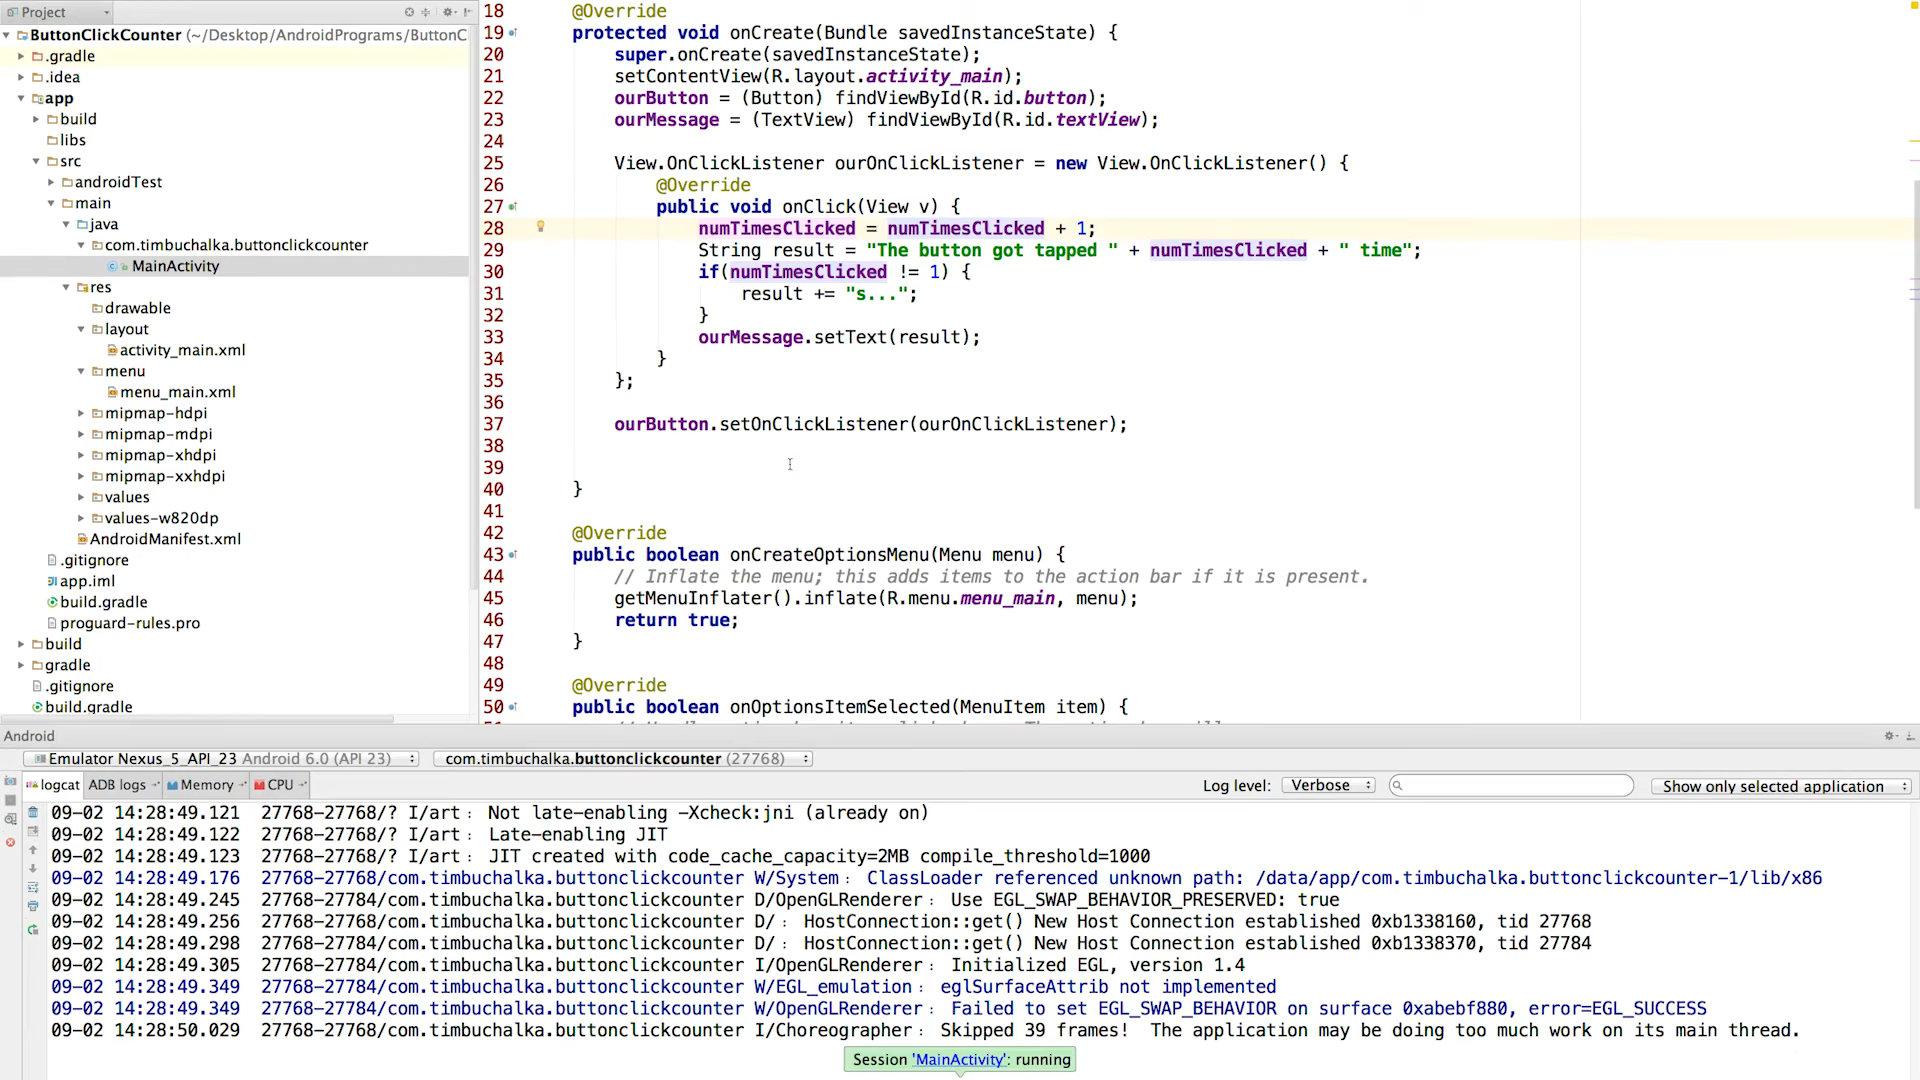 Project
ButtonClickCounter (~/Desktop/AndroidPrograms/ButtonC
.gradle
.idea
app
build
libs
src
androidTest
main
java
com.timbuchalka.buttonclickcounter
MainActivity
res
drawable
layout
activity_main.xml
menu
menu_main.xml
mipmap-hdpi
mipmap-mdpi
mipmap-xhdpi
mipmap-xxhdpi
values
values-w820dp
AndroidManifest.xml
.gitignore
app.iml
build.gradle
proguard-rules.pro
build
gradle
.gitignore
build.gradle
18 @Override
19 protected void onCreate(Bundle savedInstanceState) {
20 super.onCreate(savedInstanceState);
21 setContentView(R.layout.activity_main);
22 ourButton = (Button) findViewById(R.id.button);
23 ourMessage = (TextView) findViewById(R.id.textView);
24
25 View.OnClickListener ourOnClickListener = new View.OnClickListener() {
26 @Override
27 public void onClick(View v) {
28 numTimesClicked = numTimesClicked + 1;
29 String result = "The button got tapped " + numTimesClicked + " time";
30 if(numTimesClicked != 1) {
31 result += "s...";
32 }
33 ourMessage.setText(result);
34 }
35 };
36
37 ourButton.setOnClickListener(ourOnClickListener);
38
39
40 }
41
42 @Override
43 public boolean onCreateOptionsMenu(Menu menu) {
44 // Inflate the menu; this adds items to the action bar if it is present.
45 getMenuInflater().inflate(R.menu.menu_main, menu);
46 return true;
47 }
48
49 @Override
50 public boolean onOptionsItemSelected(MenuItem item) {
Android
Emulator Nexus_5_API_23 Android 6.0 (API 23) com.timbuchalka.buttonclickcounter (27768)
logcat ADB logs Memory CPU Log level: Verbose Show only selected application
09-02 14:28:49.121 27768-27768/? I/art: Not late-enabling -Xcheck:jni (already on)
09-02 14:28:49.122 27768-27768/? I/art: Late-enabling JIT
09-02 14:28:49.123 27768-27768/? I/art: JIT created with code_cache_capacity=2MB compile_threshold=1000
09-02 14:28:49.176 27768-27768/com.timbuchalka.buttonclickcounter W/System: ClassLoader referenced unknown path: /data/app/com.timbuchalka.buttonclickcounter-1/lib/x86
09-02 14:28:49.245 27768-27784/com.timbuchalka.buttonclickcounter D/OpenGLRenderer: Use EGL_SWAP_BEHAVIOR_PRESERVED: true
09-02 14:28:49.256 27768-27768/com.timbuchalka.buttonclickcounter D/: HostConnection::get() New Host Connection established 0xb1338160, tid 27768
09-02 14:28:49.298 27768-27784/com.timbuchalka.buttonclickcounter D/: HostConnection::get() New Host Connection established 0xb1338370, tid 27784
09-02 14:28:49.305 27768-27784/com.timbuchalka.buttonclickcounter I/OpenGLRenderer: Initialized EGL, version 1.4
09-02 14:28:49.349 27768-27784/com.timbuchalka.buttonclickcounter W/EGL_emulation: eglSurfaceAttrib not implemented
09-02 14:28:49.349 27768-27784/com.timbuchalka.buttonclickcounter W/OpenGLRenderer: Failed to set EGL_SWAP_BEHAVIOR on surface 0xabebf880, error=EGL_SUCCESS
09-02 14:28:50.029 27768-27768/com.timbuchalka.buttonclickcounter I/Choreographer: Skipped 39 frames! The application may be doing too much work on its main thread.
Session 'MainActivity': running